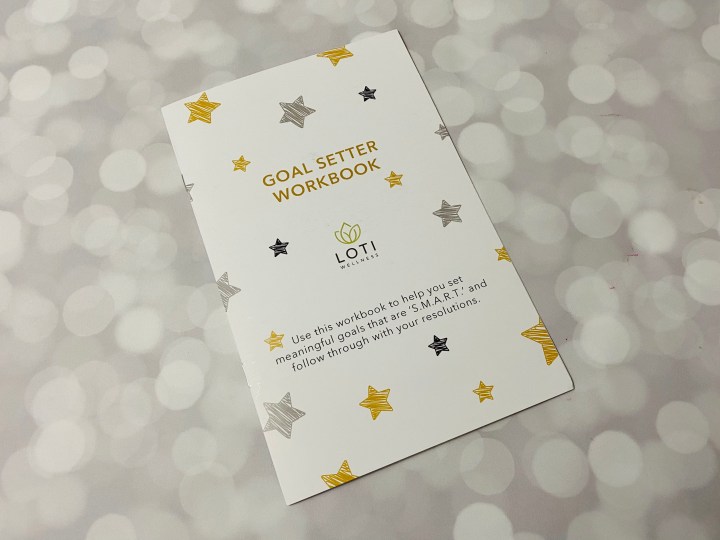 GOAL SETTER
WORKBOOK
LOTI
WELLNESS
Use this workbook to help you set
meaningful goals that are 'S.M.A.R.T.' and
follow through with your resolutions.